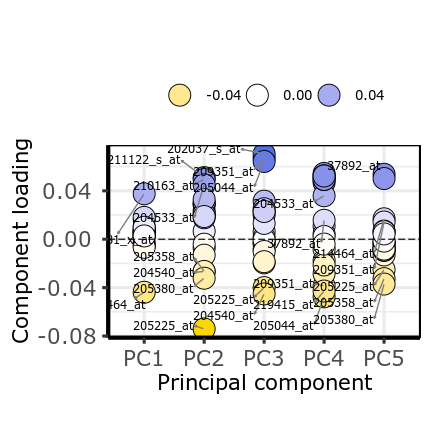 -0.04 0.00 0.04
202037_s_at
211122_s_at
37892_at
209351_at
210163_at
205044_at
204533_at
204533_at
31_x_at
37892_at
214464_at
205358_at
204540_at
209351_at
205380_at
209351_at
205225_at
464_at
205225_at
219415_at
205358_at
204540_at
205225_at
205044_at
205380_at
0.04
0.00
-0.04
-0.08
PC1 PC2 PC3 PC4 PC5
Principal component
Component loading